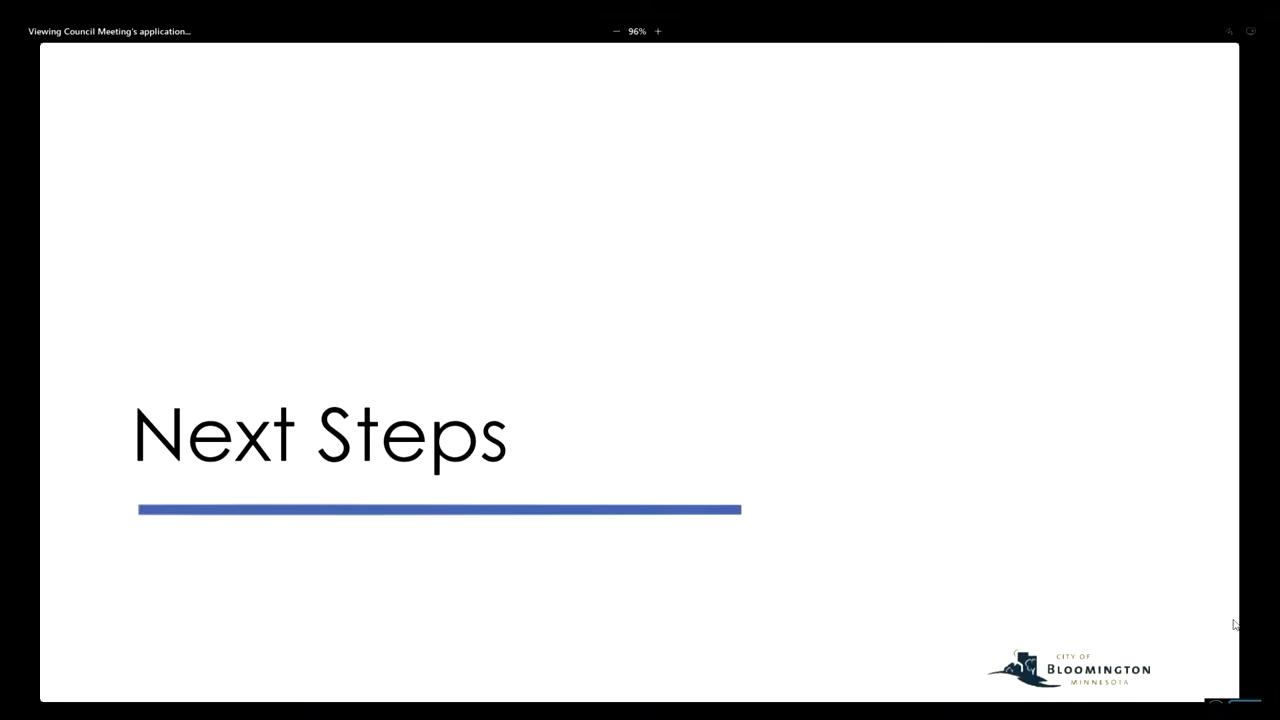 Viewing Council Meeting's application...
96%
Next Steps
CITY OF
BLOOMINGTON
MINNESOTA